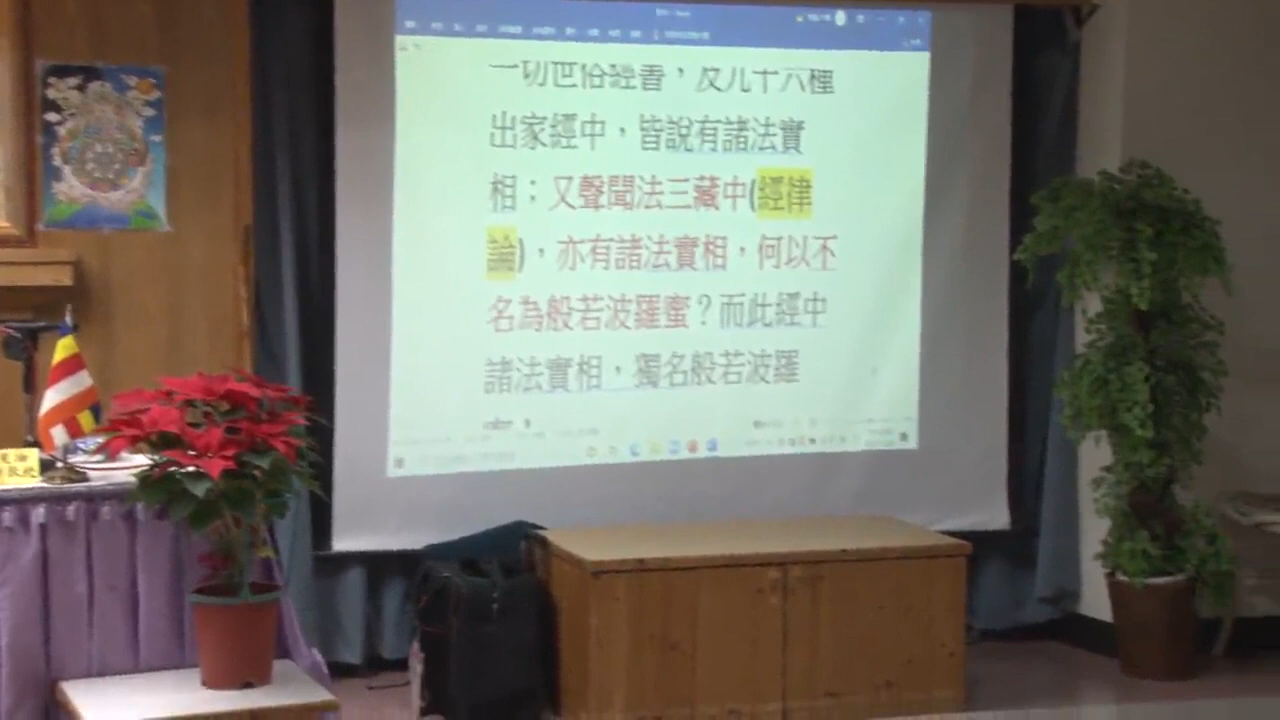 一切世俗經書，及九十六種
出家經中，皆說有諸法實
相；又聲聞法三藏中(經律
論)，亦有諸法實相，何以不
名為般若波羅蜜？而此經中
諸法實相，獨名般若波羅